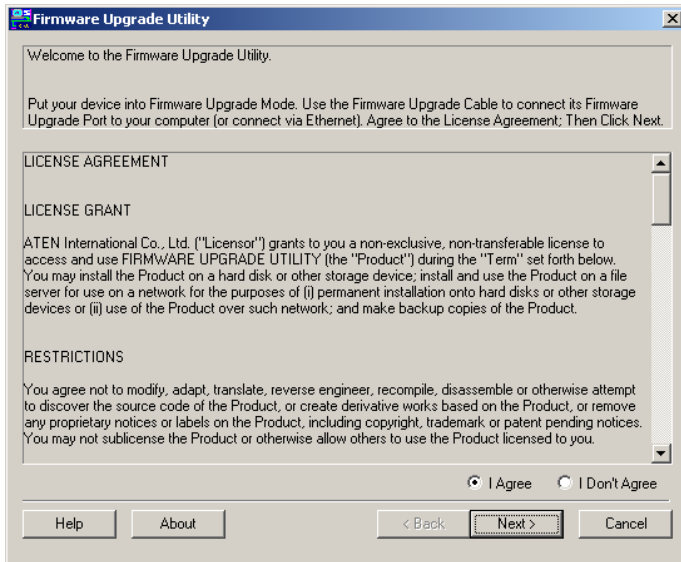 Firmware Upgrade Utility
Welcome to the Firmware Upgrade Utility.
Put your device into Firmware Upgrade Mode. Use the Firmware Upgrade Cable to connect its Firmware
Upgrade Port to your computer (or connect via Ethernet). Agree to the License Agreement; Then Click Next.
LICENSE AGREEMENT
LICENSE GRANT
ATEN International Co., Ltd. ("Licensor") grants to you a non-exclusive, non-transferable license to
access and use FIRMWARE UPGRADE UTILITY (the "Product") during the "Term" set forth below.
You may install the Product on a hard disk or other storage device; install and use the Product on a file
server for use on a network for the purposes of (i) permanent installation onto hard disks or other storage
devices or (ii) use of the Product over such network; and make backup copies of the Product.
RESTRICTIONS
You agree not to modify, adapt, translate, reverse engineer, recompile, disassemble or otherwise attempt
to discover the source code of the Product, or create derivative works based on the Product, or remove
any proprietary notices or labels on the Product, including copyright, trademark or patent pending notices.
You may not sublicense the Product or otherwise allow others to use the Product licensed to you.
I Agree I Don't Agree
Help About < Back Next > Cancel